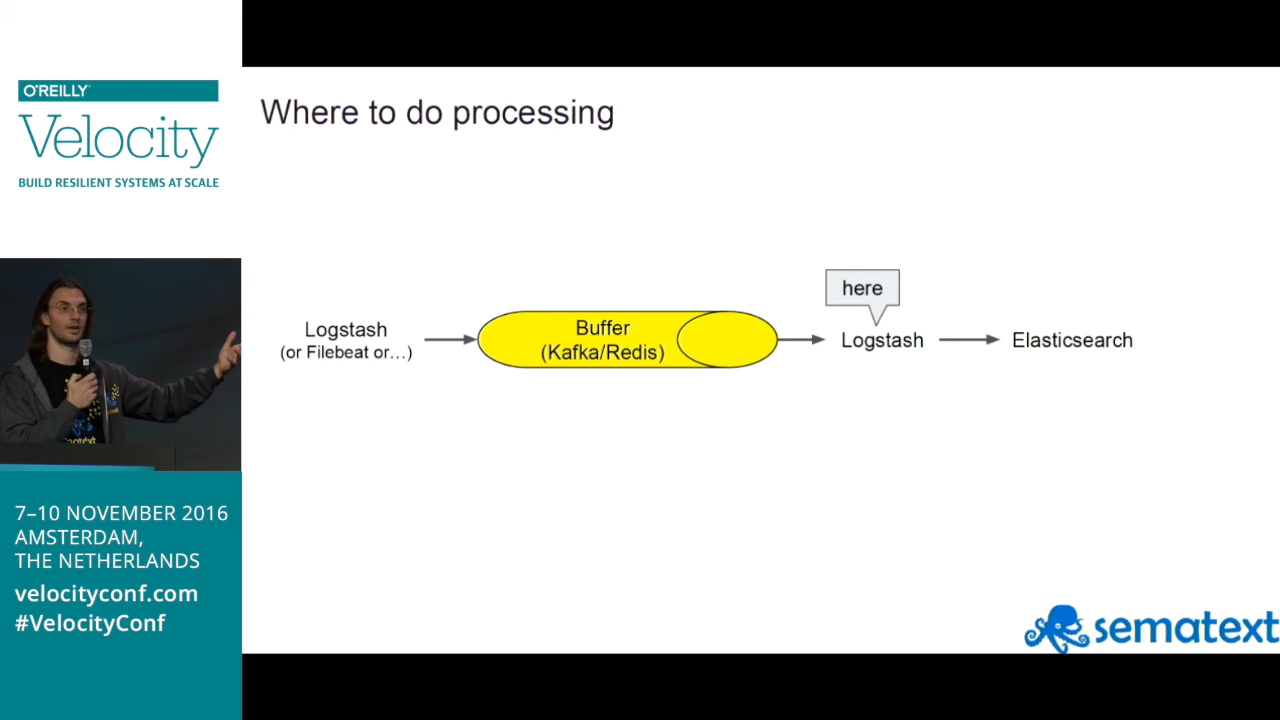 O'REILLY
Velocity
BUILD RESILIENT SYSTEMS AT SCALE
Where to do processing
here
Logstash
(or Filebeat or…)
Buffer
(Kafka/Redis)
Logstash
Elasticsearch
7–10 NOVEMBER 2016
AMSTERDAM,
THE NETHERLANDS
velocityconf.com
#VelocityConf
sematext